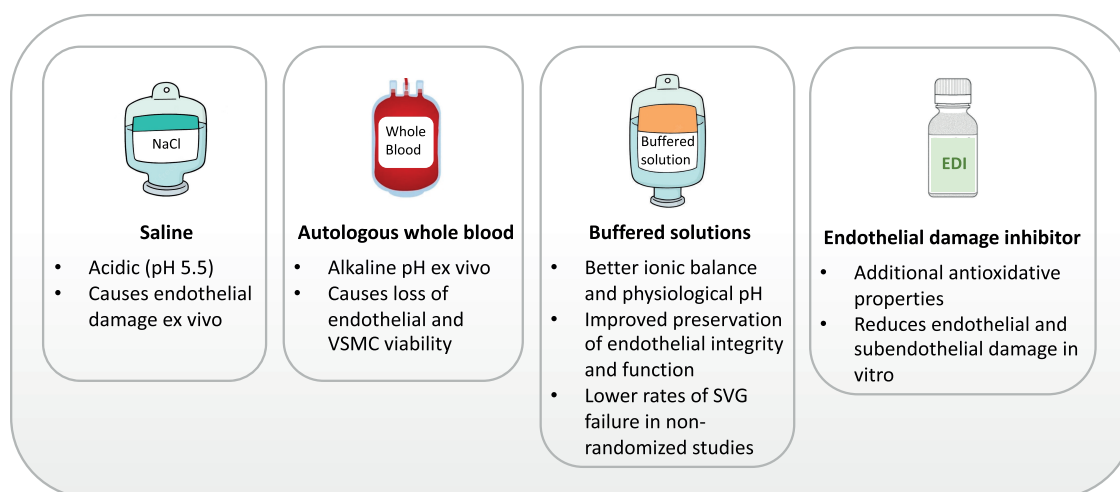 NaCl
Saline
• Acidic (pH 5.5)
• Causes endothelial
damage ex vivo
Whole
Blood
Autologous whole blood
• Alkaline pH ex vivo
• Causes loss of
endothelial and
VSMC viability
Buffered
solution
Buffered solutions
• Better ionic balance
and physiological pH
• Improved preservation
of endothelial integrity
and function
• Lower rates of SVG
failure in non-
randomized studies
EDI
Endothelial damage inhibitor
• Additional antioxidative
properties
• Reduces endothelial and
subendothelial damage in
vitro